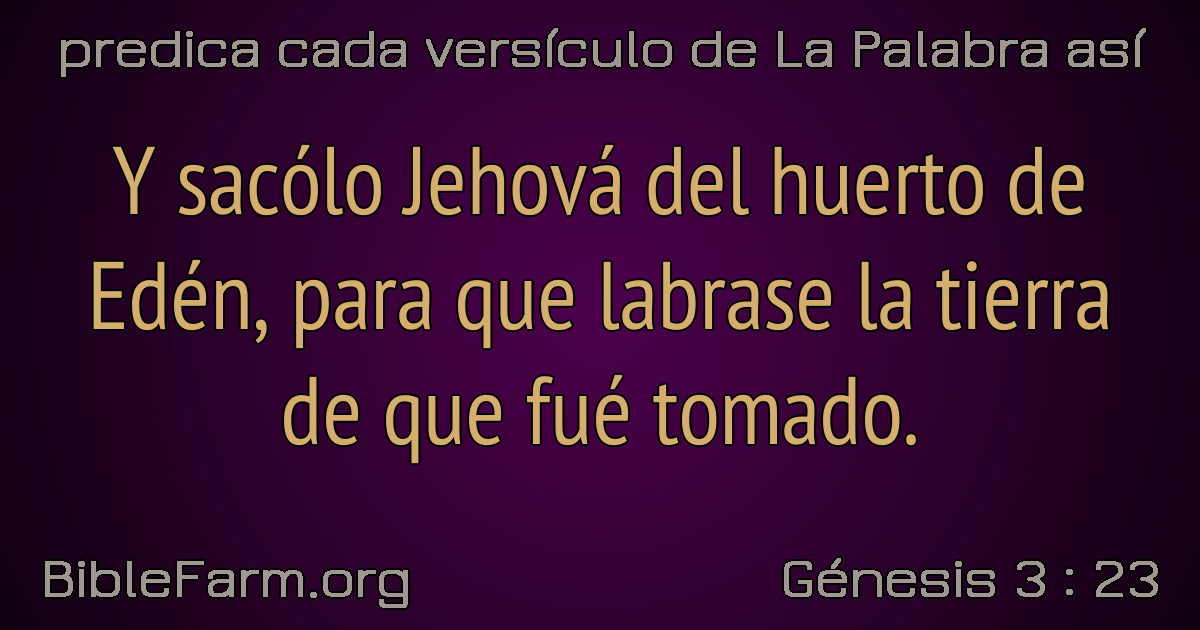 predica cada versículo de La Palabra así
Y sacólo Jehová del huerto de
Edén, para que labrase la tierra
de que fué tomado.
BibleFarm.org
Génesis 3 : 23